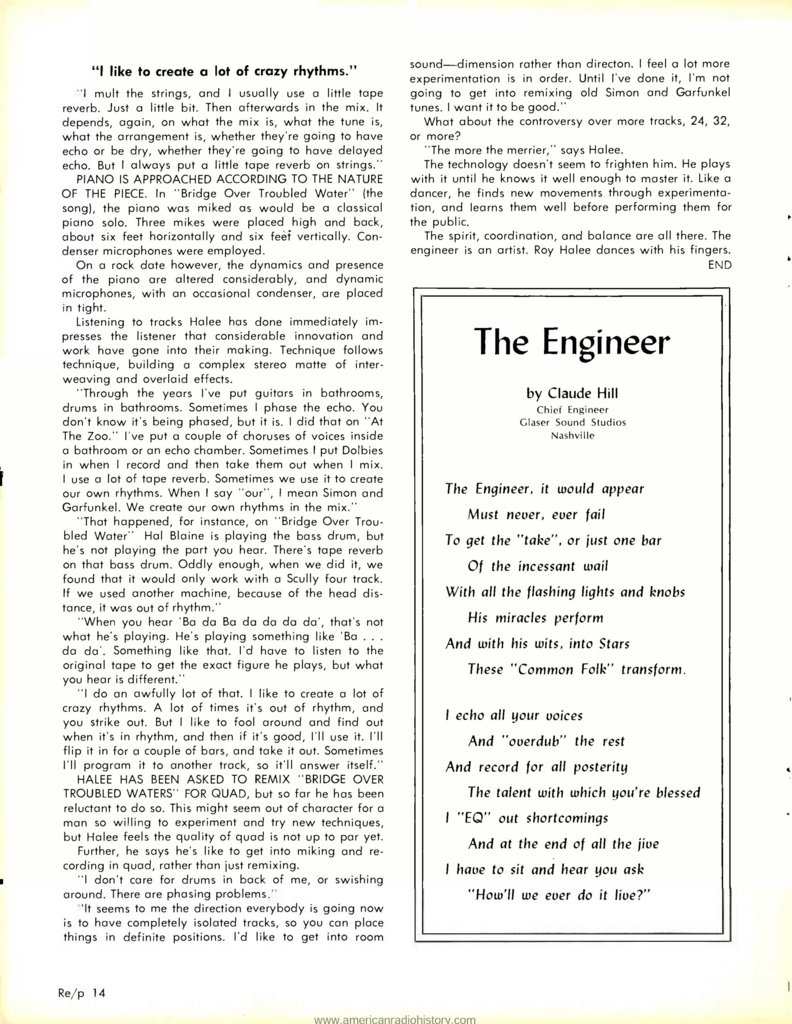 "I like to create a lot of crazy rhythms."
"I mult the strings, and I usually use a little tape
reverb. Just a little bit. Then afterwards in the mix. It
depends, again, on what the mix is, what the tune is,
what the arrangement is, whether they're going to have
echo or be dry, whether they're going to have delayed
echo. But I always put a little tape reverb on strings."
PIANO IS APPROACHED ACCORDING TO THE NATURE
OF THE PIECE. In "Bridge Over Troubled Water" (the
song), the piano was miked as would be a classical
piano solo. Three mikes were placed high and back,
about six feet horizontally and six feet vertically. Con-
denser microphones were employed.
On a rock date however, the dynamics and presence
of the piano are altered considerably, and dynamic
microphones, with an occasional condenser, are placed
in tight.
Listening to tracks Halee has done immediately im-
presses the listener that considerable innovation and
work have gone into their making. Technique follows
technique, building a complex stereo matte of inter-
weaving and overlaid effects.
"Through the years I've put guitars in bathrooms,
drums in bathrooms. Sometimes I phase the echo. You
don't know it's being phased, but it is. I did that on "At
The Zoo." I've put a couple of choruses of voices inside
a bathroom or an echo chamber. Sometimes I put Dolbies
in when I record and then take them out when I mix.
I use a lot of tape reverb. Sometimes we use it to create
our own rhythms. When I say "our", I mean Simon and
Garfunkel. We create our own rhythms in the mix."
"That happened, for instance, on "Bridge Over Trou-
bled Water" Hal Blaine is playing the bass drum, but
he's not playing the part you hear. There's tape reverb
on that bass drum. Oddly enough, when we did it, we
found that it would only work with a Scully four track.
If we used another machine, because of the head dis-
tance, it was out of rhythm."
"When you hear 'Ba da Ba da da da da', that's not
what he's playing. He's playing something like 'Ba . . .
da da'. Something like that. I'd have to listen to the
original tape to get the exact figure he plays, but what
you hear is different."
"I do an awfully lot of that. I like to create a lot of
crazy rhythms. A lot of times it's out of rhythm, and
you strike out. But I like to fool around and find out
when it's in rhythm, and then if it's good, I'll use it. I'll
flip it in for a couple of bars, and take it out. Sometimes
I'll program it to another track, so it'll answer itself."
HALEE HAS BEEN ASKED TO REMIX "BRIDGE OVER
TROUBLED WATERS" FOR QUAD, but so far he has been
reluctant to do so. This might seem out of character for a
man so willing to experiment and try new techniques,
but Halee feels the quality of quad is not up to par yet.
Further, he says he's like to get into miking and re-
cording in quad, rather than just remixing.
"I don't care for drums in back of me, or swishing
around. There are phasing problems."
"It seems to me the direction everybody is going now
is to have completely isolated tracks, so you can place
things in definite positions. I'd like to get into room
sound—dimension rather than directon. I feel a lot more
experimentation is in order. Until I've done it, I'm not
going to get into remixing old Simon and Garfunkel
tunes. I want it to be good."
What about the controversy over more tracks, 24, 32,
or more?
"The more the merrier," says Halee.
The technology doesn't seem to frighten him. He plays
with it until he knows it well enough to master it. Like a
dancer, he finds new movements through experimenta-
tion, and learns them well before performing them for
the public.
The spirit, coordination, and balance are all there. The
engineer is an artist. Roy Halee dances with his fingers.
END
The Engineer
by Claude Hill
Chief Engineer
Glaser Sound Studios
Nashville
The Engineer, it would appear
Must never, ever fail
To get the "take", or just one bar
Of the incessant wail
With all the flashing lights and knobs
His miracles perform
And with his wits, into Stars
These "Common Folk" transform.
I echo all your voices
And "overdub" the rest
And record for all posterity
The talent with which you're blessed
I "EQ" out shortcomings
And at the end of all the jive
I have to sit and hear you ask
"How'll we ever do it live?"
Re/p 14
www.americanradiohistory.com